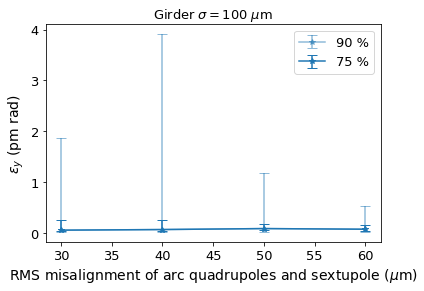 Girder σ = 100 μm
90 %
75 %
ε_y (pm rad)
4
3
2
1
0
30 35 40 45 50 55 60
RMS misalignment of arc quadrupoles and sextupole (μm)